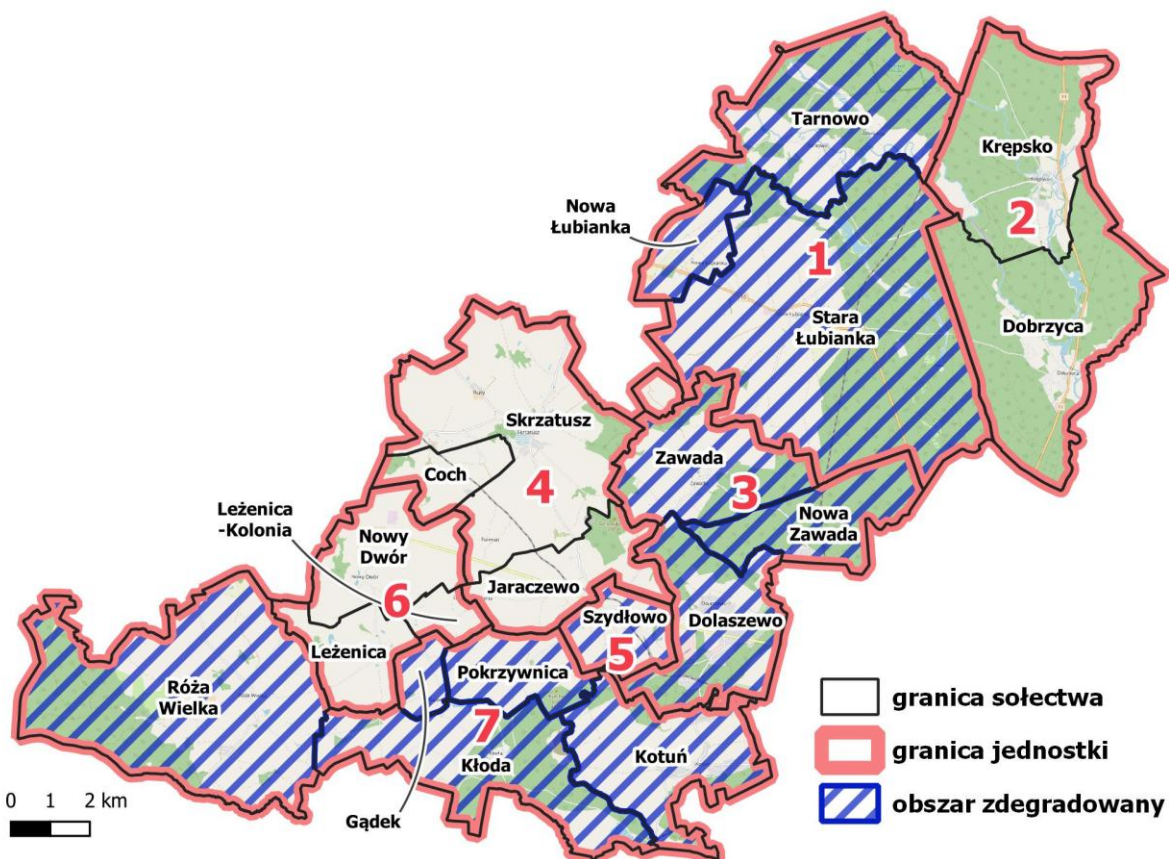 Tarnowo
Krępsko
2
Nowa
Łubianka
1
Stara
Łubianka
Dobrzyca
Skrzatusz
Zawada
Coch
4
3
Leżenica
-Kolonia
Nowy
Dwór
Nowa
Zawada
Jaraczewo
6
Szydłowo
Dolaszewo
5
Leżenica
Pokrzywnica
Róża
Wielka
7
Kłoda
Kotuń
Gądek
granica sołectwa
granica jednostki
obszar zdegradowany
0 1 2 km